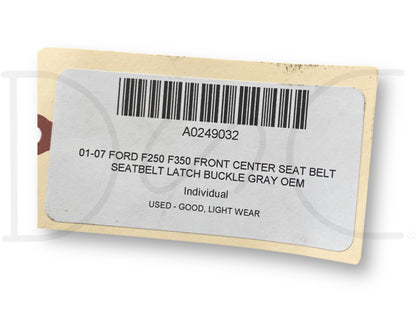 A0249032
01-07 FORD F250 F350 FRONT CENTER SEAT BELT
SEATBELT LATCH BUCKLE GRAY OEM
Individual
USED - GOOD, LIGHT WEAR
®